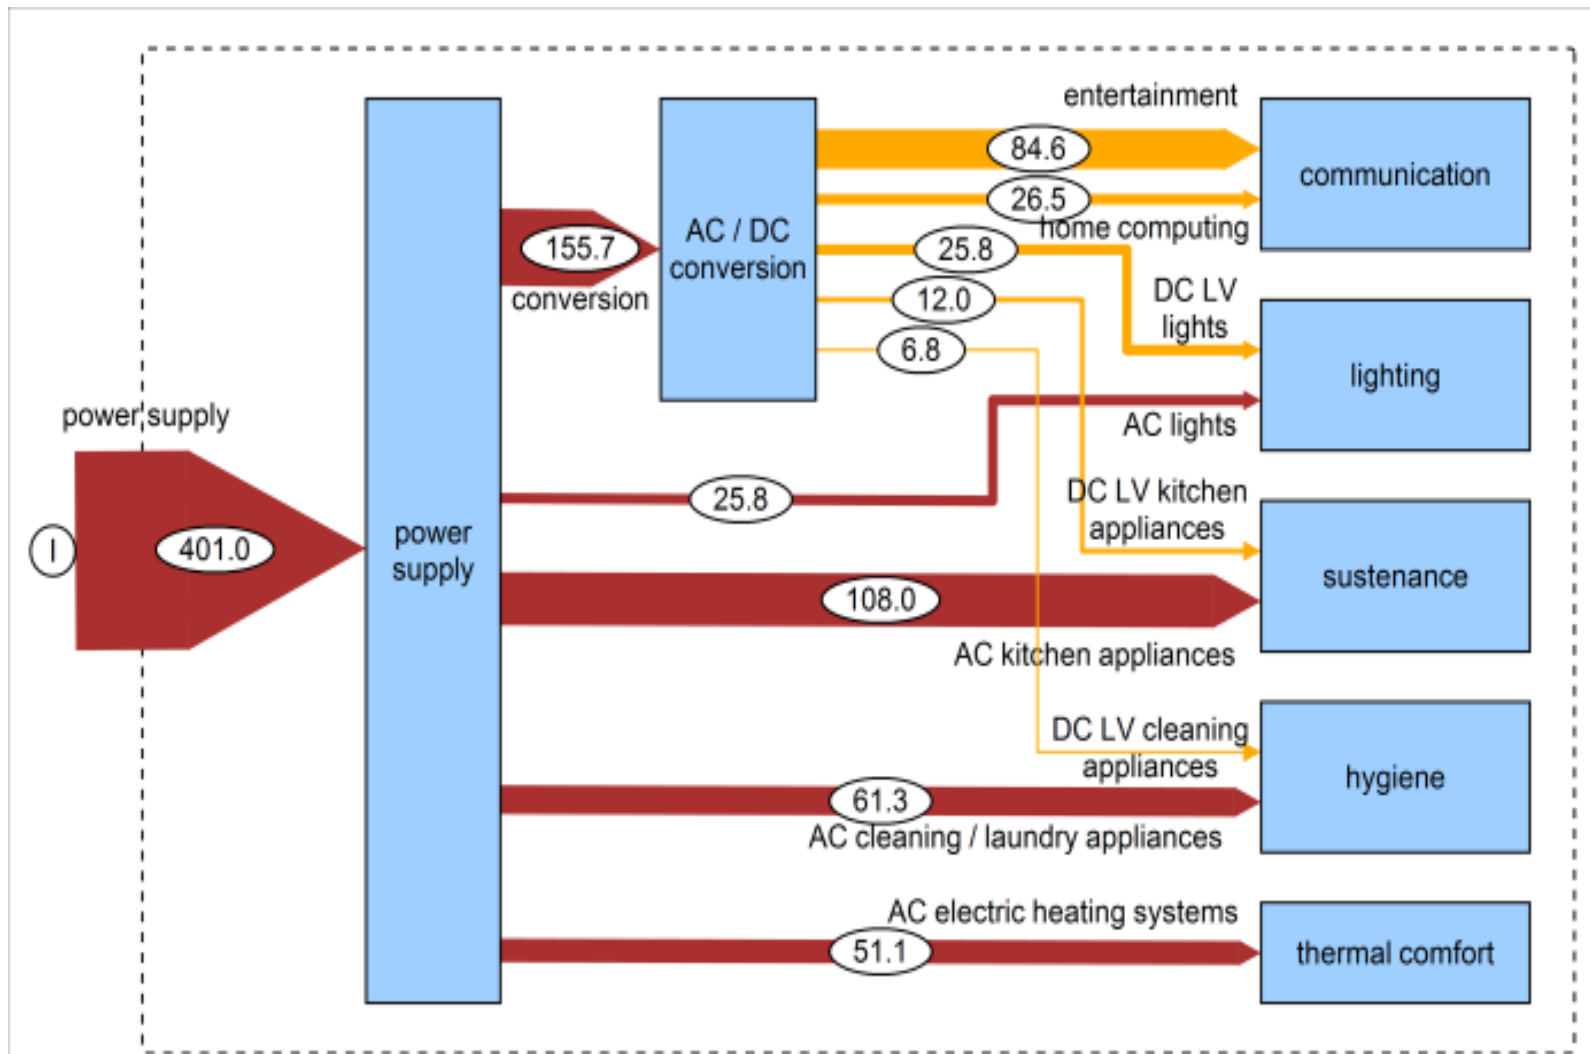 entertainment
84.6
communication
26.5
home computing
155.7
conversion
AC / DC
conversion
25.8
DC LV
lights
12.0
6.8
lighting
AC lights
power supply
I
401.0
power
supply
25.8
DC LV kitchen
appliances
sustenance
108.0
AC kitchen appliances
DC LV cleaning
appliances
hygiene
61.3
AC cleaning / laundry appliances
AC electric heating systems
51.1
thermal comfort